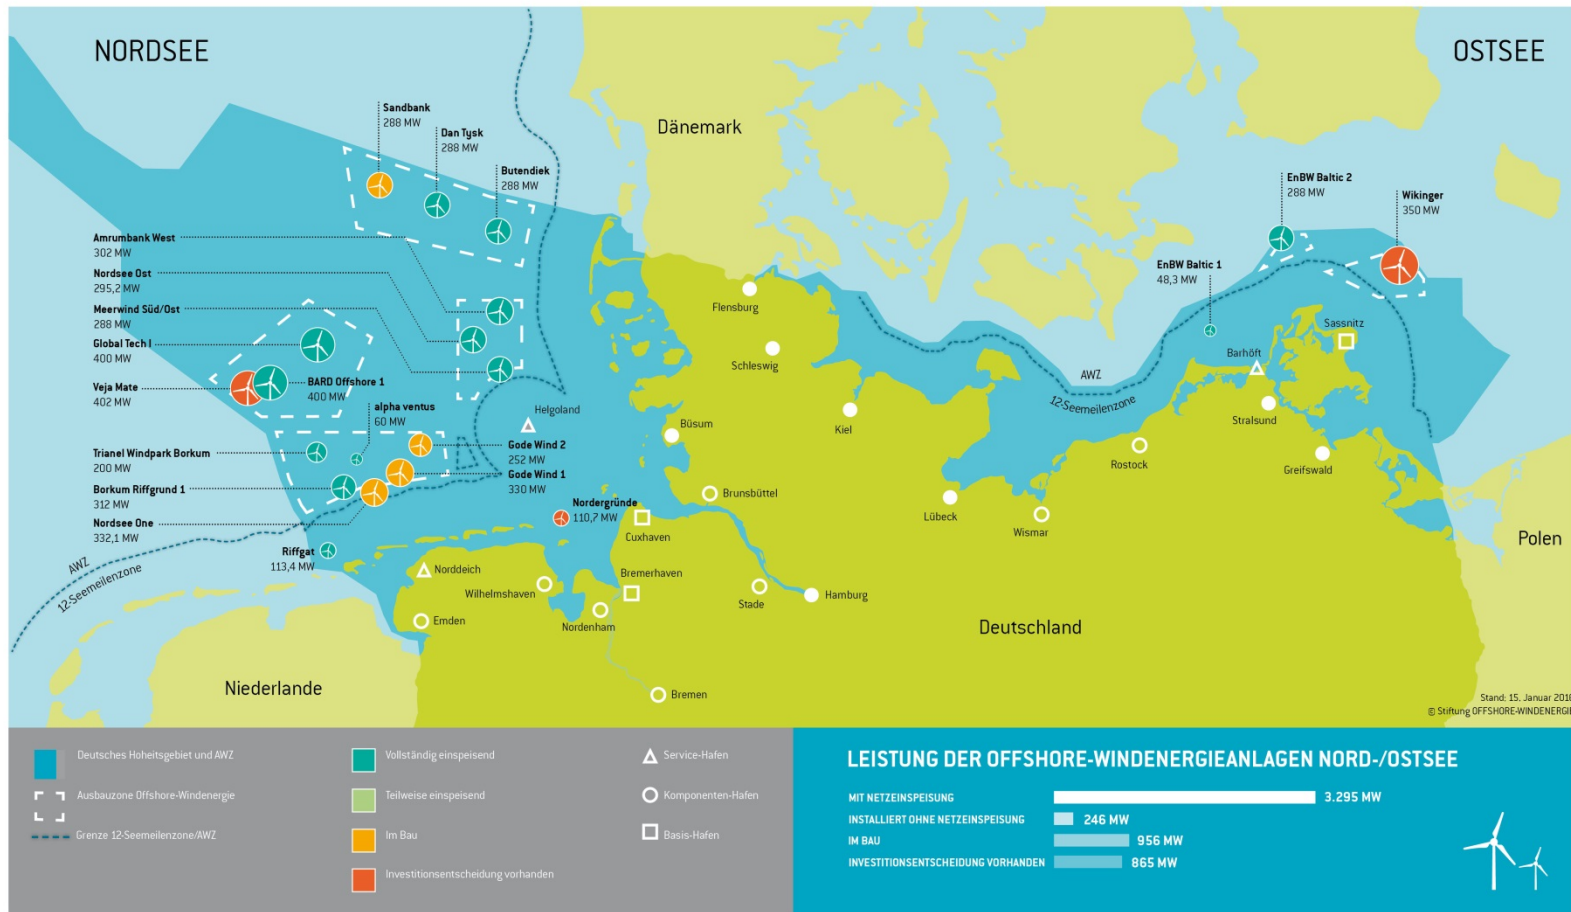 NORDSEE
OSTSEE
Sandbank
288 MW
Dan Tysk
288 MW
Butendiek
288 MW
Dänemark
EnBW Baltic 2
288 MW
Wikinger
350 MW
Amrumbank West
302 MW
Nordsee Ost
295,2 MW
Meerwind Süd/Ost
288 MW
Global Tech I
400 MW
Veja Mate
402 MW
BARD Offshore 1
400 MW
alpha ventus
60 MW
Trianel Windpark Borkum
200 MW
Borkum Riffgrund 1
312 MW
Nordsee One
332,1 MW
Gode Wind 2
252 MW
Gode Wind 1
330 MW
Helgoland
Nordergründe
110,7 MW
Riffgat
113,4 MW
AWZ
12-Seemeilenzone
EnBW Baltic 1
48,3 MW
AWZ
12-Seemeilenzone
Flensburg
Schleswig
Kiel
Büsum
Brunsbüttel
Cuxhaven
Bremerhaven
Norddeich
Wilhelmshaven
Emden
Nordenham
Stade
Hamburg
Bremen
Lübeck
Wismar
Rostock
Barhöft
Sassnitz
Stralsund
Greifswald
Polen
Deutschland
Niederlande
Stand: 15. Januar 2016
© Stiftung OFFSHORE-WINDENERGIE
Deutsches Hoheitsgebiet und AWZ
Ausbauzone Offshore-Windenergie
Grenze 12-Seemeilenzone/AWZ
Vollständig einspeisend
Teilweise einspeisend
Im Bau
Investitionsentscheidung vorhanden
Service-Hafen
Komponenten-Hafen
Basis-Hafen
LEISTUNG DER OFFSHORE-WINDENERGIEANLAGEN NORD-/OSTSEE
MIT NETZEINSPEISUNG 3.295 MW
INSTALLIERT OHNE NETZEINSPEISUNG 246 MW
IM BAU 956 MW
INVESTITIONSENTSCHEIDUNG VORHANDEN 865 MW